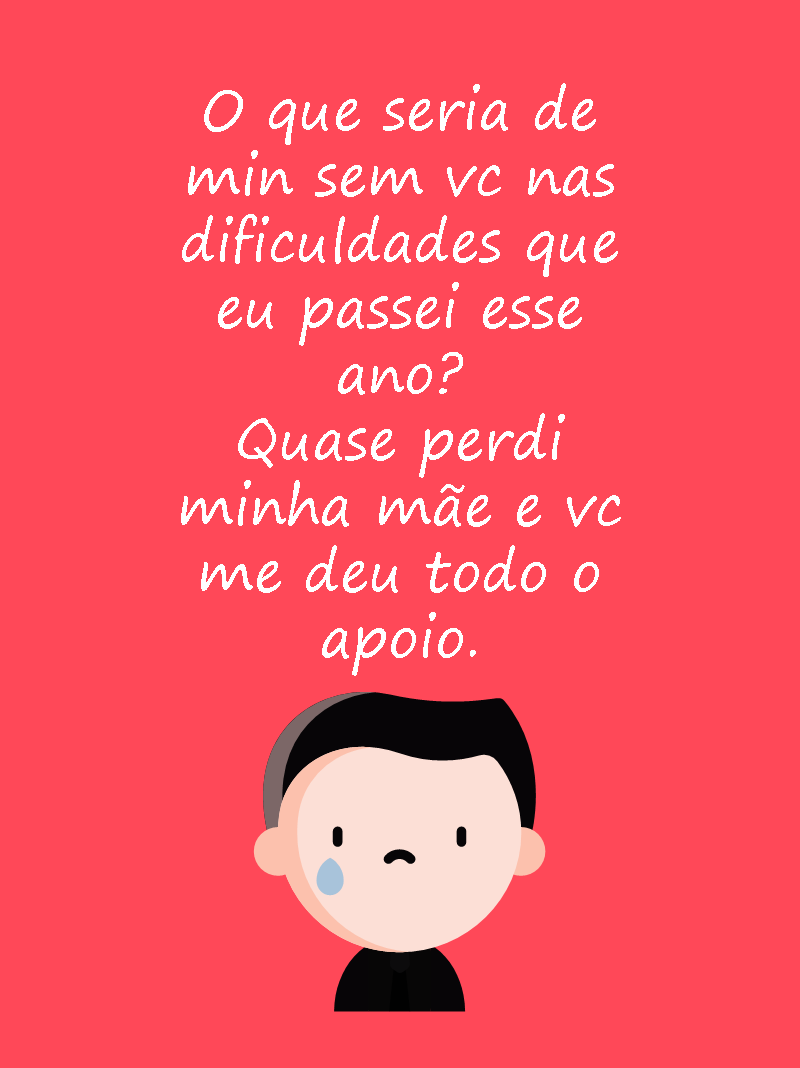 O que seria de
min sem vc nas
dificuldades que
eu passei esse
ano?
Quase perdi
minha mãe e vc
me deu todo o
apoio.